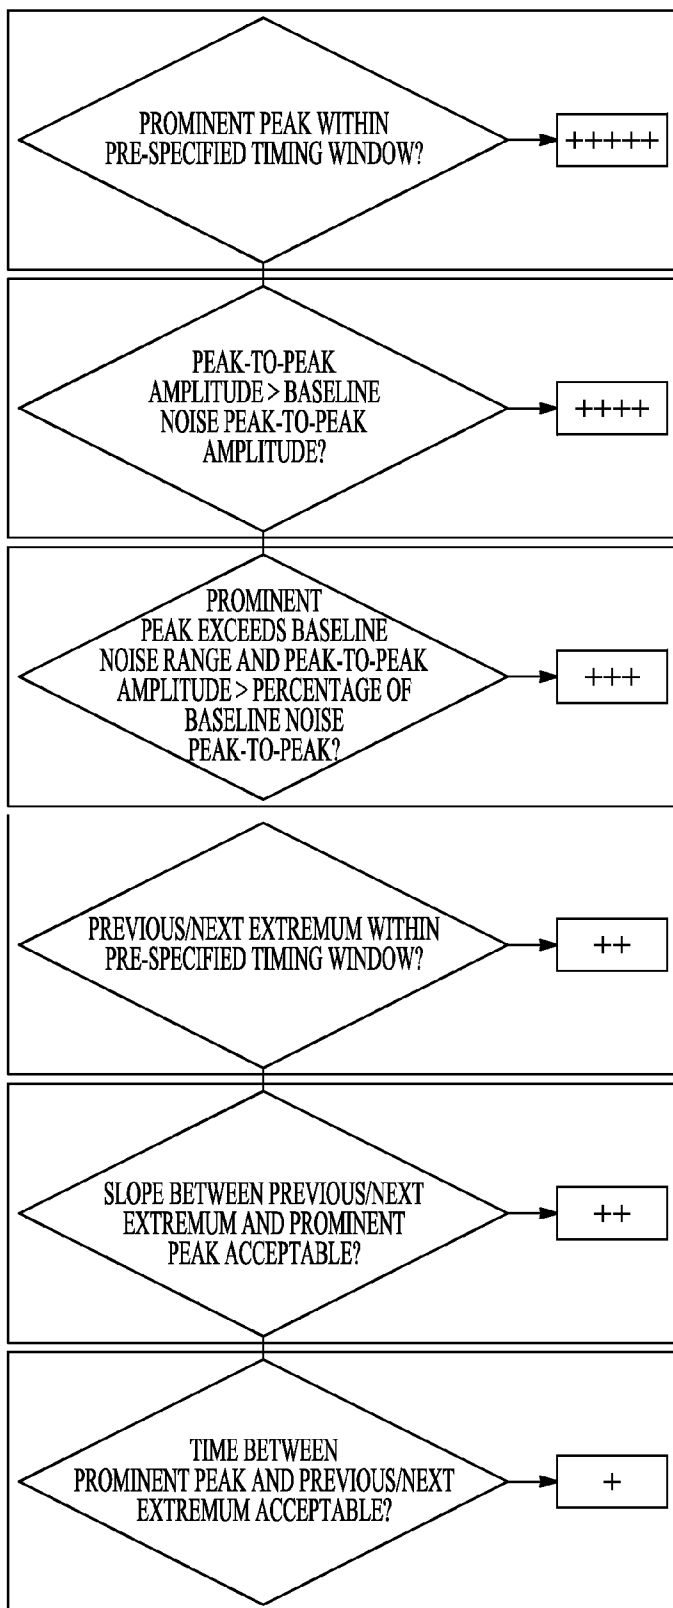 PROMINENT PEAK WITHIN
PRE-SPECIFIED TIMING WINDOW?
+++++
PEAK-TO-PEAK
AMPLITUDE > BASELINE
NOISE PEAK-TO-PEAK
AMPLITUDE?
++++
PROMINENT
PEAK EXCEEDS BASELINE
NOISE RANGE AND PEAK-TO-PEAK
AMPLITUDE > PERCENTAGE OF
BASELINE NOISE
PEAK-TO-PEAK?
+++
PREVIOUS/NEXT EXTREMUM WITHIN
PRE-SPECIFIED TIMING WINDOW?
++
SLOPE BETWEEN PREVIOUS/NEXT
EXTREMUM AND PROMINENT
PEAK ACCEPTABLE?
++
TIME BETWEEN
PROMINENT PEAK AND PREVIOUS/NEXT
EXTREMUM ACCEPTABLE?
+